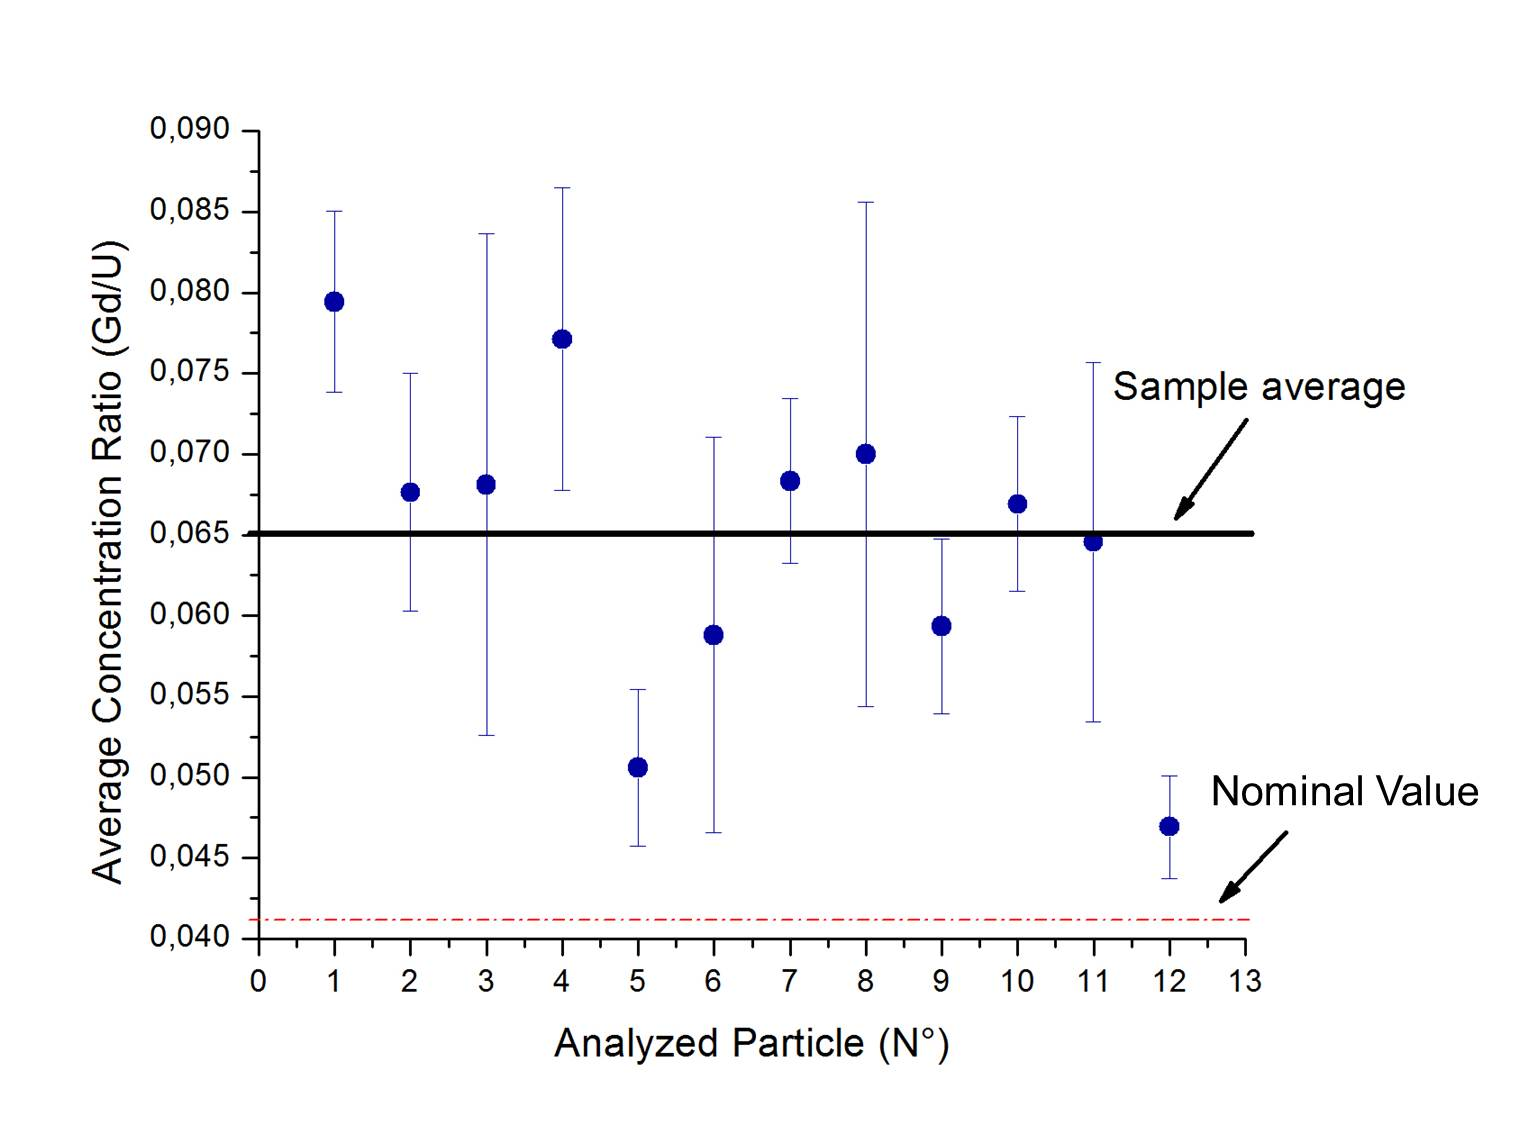 0,090
0,085
0,080
0,075
0,070
0,065
0,060
0,055
0,050
0,045
0,040
Average Concentration Ratio (Gd/U)
Sample average
Nominal Value
0 1 2 3 4 5 6 7 8 9 10 11 12 13
Analyzed Particle (N°)